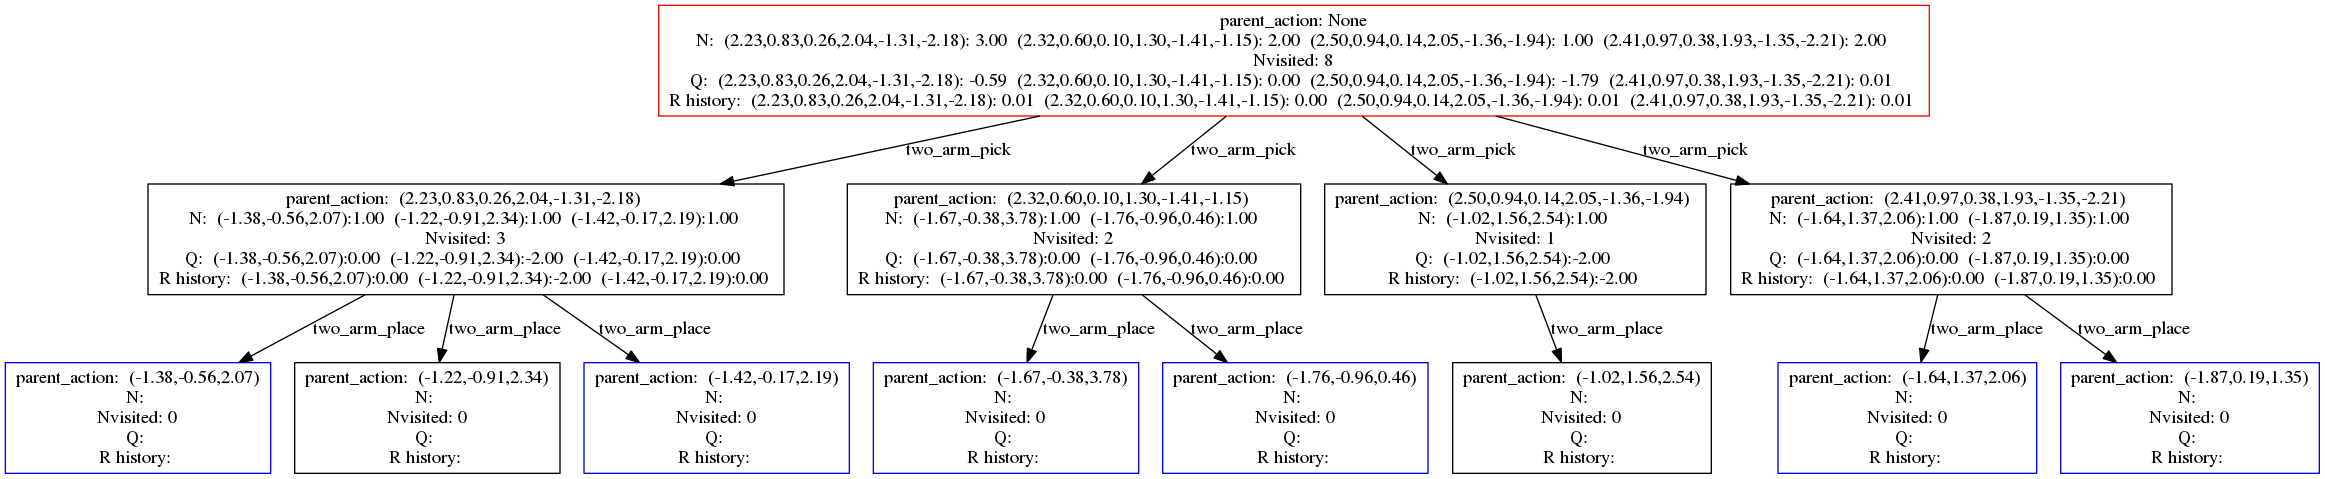 parent_action: None
N: (2.23,0.83,0.26,2.04,-1.31,-2.18): 3.00 (2.32,0.60,0.10,1.30,-1.41,-1.15): 2.00 (2.50,0.94,0.14,2.05,-1.36,-1.94): 1.00 (2.41,0.97,0.38,1.93,-1.35,-2.21): 2.00
Nvisited: 8
Q: (2.23,0.83,0.26,2.04,-1.31,-2.18): -0.59 (2.32,0.60,0.10,1.30,-1.41,-1.15): 0.00 (2.50,0.94,0.14,2.05,-1.36,-1.94): -1.79 (2.41,0.97,0.38,1.93,-1.35,-2.21): 0.01
R history: (2.23,0.83,0.26,2.04,-1.31,-2.18): 0.01 (2.32,0.60,0.10,1.30,-1.41,-1.15): 0.00 (2.50,0.94,0.14,2.05,-1.36,-1.94): 0.01 (2.41,0.97,0.38,1.93,-1.35,-2.21): 0.01
two_arm_pick
two_arm_pick
two_arm_pick
two_arm_pick
parent_action: (2.23,0.83,0.26,2.04,-1.31,-2.18)
N: (-1.38,-0.56,2.07):1.00 (-1.22,-0.91,2.34):1.00 (-1.42,-0.17,2.19):1.00
Nvisited: 3
Q: (-1.38,-0.56,2.07):0.00 (-1.22,-0.91,2.34):-2.00 (-1.42,-0.17,2.19):0.00
R history: (-1.38,-0.56,2.07):0.00 (-1.22,-0.91,2.34):-2.00 (-1.42,-0.17,2.19):0.00
parent_action: (2.32,0.60,0.10,1.30,-1.41,-1.15)
N: (-1.67,-0.38,3.78):1.00 (-1.76,-0.96,0.46):1.00
Nvisited: 2
Q: (-1.67,-0.38,3.78):0.00 (-1.76,-0.96,0.46):0.00
R history: (-1.67,-0.38,3.78):0.00 (-1.76,-0.96,0.46):0.00
parent_action: (2.50,0.94,0.14,2.05,-1.36,-1.94)
N: (-1.02,1.56,2.54):1.00
Nvisited: 1
Q: (-1.02,1.56,2.54):-2.00
R history: (-1.02,1.56,2.54):-2.00
parent_action: (2.41,0.97,0.38,1.93,-1.35,-2.21)
N: (-1.64,1.37,2.06):1.00 (-1.87,0.19,1.35):1.00
Nvisited: 2
Q: (-1.64,1.37,2.06):0.00 (-1.87,0.19,1.35):0.00
R history: (-1.64,1.37,2.06):0.00 (-1.87,0.19,1.35):0.00
two_arm_place
two_arm_place
two_arm_place
two_arm_place
two_arm_place
two_arm_place
two_arm_place
two_arm_place
parent_action: (-1.38,-0.56,2.07)
N:
Nvisited: 0
Q:
R history:
parent_action: (-1.22,-0.91,2.34)
N:
Nvisited: 0
Q:
R history:
parent_action: (-1.42,-0.17,2.19)
N:
Nvisited: 0
Q:
R history:
parent_action: (-1.67,-0.38,3.78)
N:
Nvisited: 0
Q:
R history:
parent_action: (-1.76,-0.96,0.46)
N:
Nvisited: 0
Q:
R history:
parent_action: (-1.02,1.56,2.54)
N:
Nvisited: 0
Q:
R history:
parent_action: (-1.64,1.37,2.06)
N:
Nvisited: 0
Q:
R history:
parent_action: (-1.87,0.19,1.35)
N:
Nvisited: 0
Q:
R history: